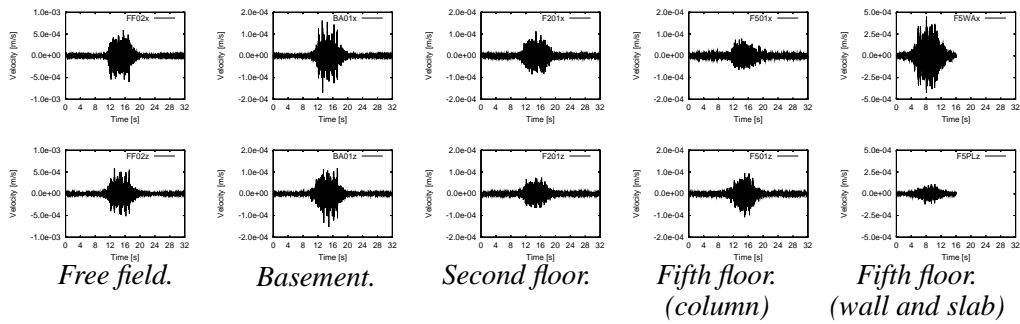 1.0e-03
5.0e-04
0.0e+00
-5.0e-04
-1.0e-03
Velocity [m/s]
FF02x
0 4 8 12 16 20 24 28 32
Time [s]
2.0e-04
1.0e-04
0.0e+00
-1.0e-04
-2.0e-04
Velocity [m/s]
BA01x
0 4 8 12 16 20 24 28 32
Time [s]
2.0e-04
1.0e-04
0.0e+00
-1.0e-04
-2.0e-04
Velocity [m/s]
F201x
0 4 8 12 16 20 24 28 32
Time [s]
2.0e-04
1.0e-04
0.0e+00
-1.0e-04
-2.0e-04
Velocity [m/s]
F501x
0 4 8 12 16 20 24 28 32
Time [s]
5.0e-04
2.5e-04
0.0e+00
-2.5e-04
-5.0e-04
Velocity [m/s]
F5WAx
0 4 8 12 16 20 24 28 32
Time [s]
1.0e-03
5.0e-04
0.0e+00
-5.0e-04
-1.0e-03
Velocity [m/s]
FF02z
0 4 8 12 16 20 24 28 32
Time [s]
2.0e-04
1.0e-04
0.0e+00
-1.0e-04
-2.0e-04
Velocity [m/s]
BA01z
0 4 8 12 16 20 24 28 32
Time [s]
2.0e-04
1.0e-04
0.0e+00
-1.0e-04
-2.0e-04
Velocity [m/s]
F201z
0 4 8 12 16 20 24 28 32
Time [s]
2.0e-04
1.0e-04
0.0e+00
-1.0e-04
-2.0e-04
Velocity [m/s]
F501z
0 4 8 12 16 20 24 28 32
Time [s]
5.0e-04
2.5e-04
0.0e+00
-2.5e-04
-5.0e-04
Velocity [m/s]
F5PLz
0 4 8 12 16 20 24 28 32
Time [s]
Free field.
Basement.
Second floor.
Fifth floor.
(column)
Fifth floor.
(wall and slab)